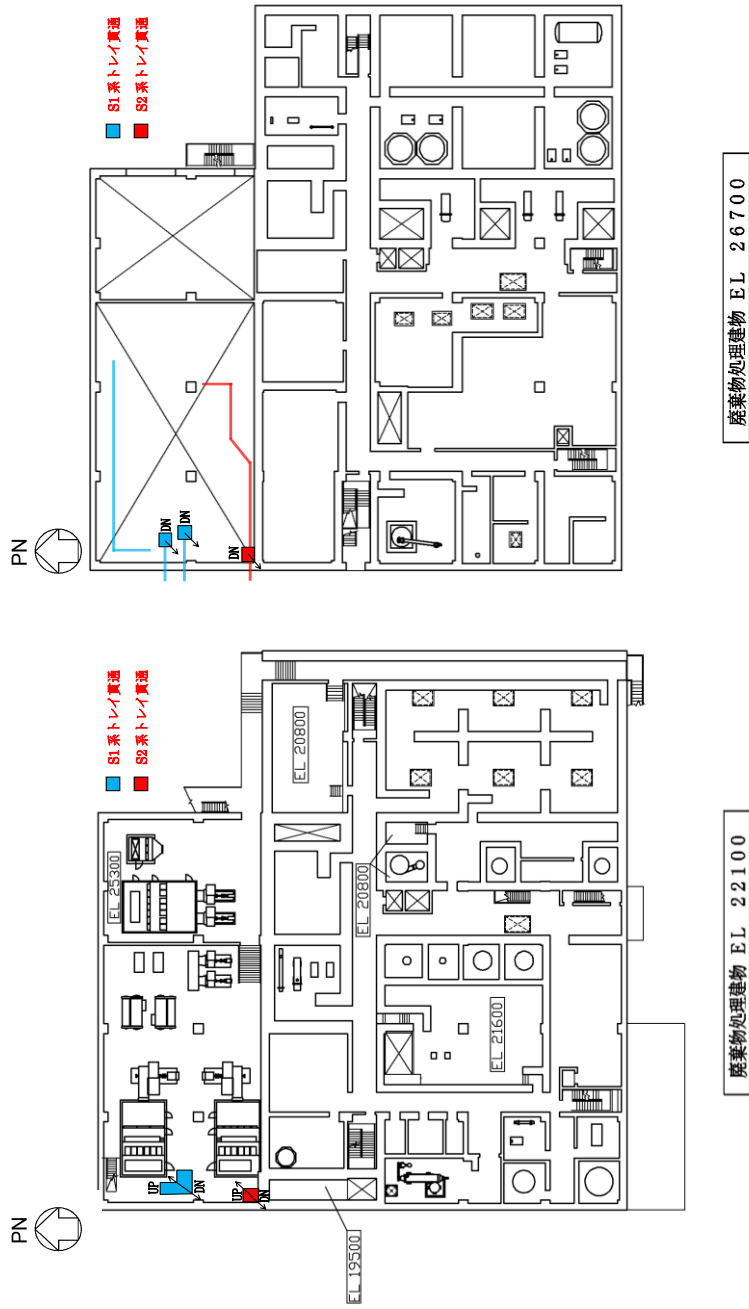 PN
S1系トレイ貫通
S2系トレイ貫通
DN
DN
DN
廃棄物処理建物 EL 26700
PN
S1系トレイ貫通
S2系トレイ貫通
EL 25300
EL 20800
UP
DN
UP
DN
EL 20800
EL 21600
EL 19500
廃棄物処理建物 EL 22100